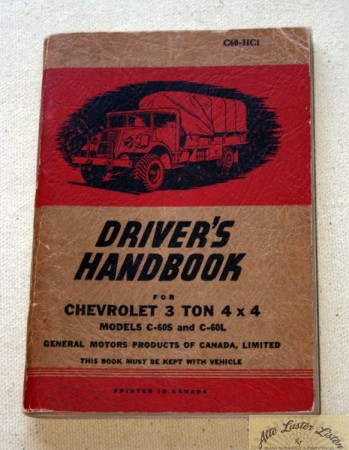 C60-HC1
DRIVER'S
HANDBOOK
FOR
CHEVROLET 3 TON 4 x 4
MODELS C-60S and C-60L
GENERAL MOTORS PRODUCTS OF CANADA, LIMITED
THIS BOOK MUST BE KEPT WITH VEHICLE
PRINTED IN CANADA
Alte Laster Listen